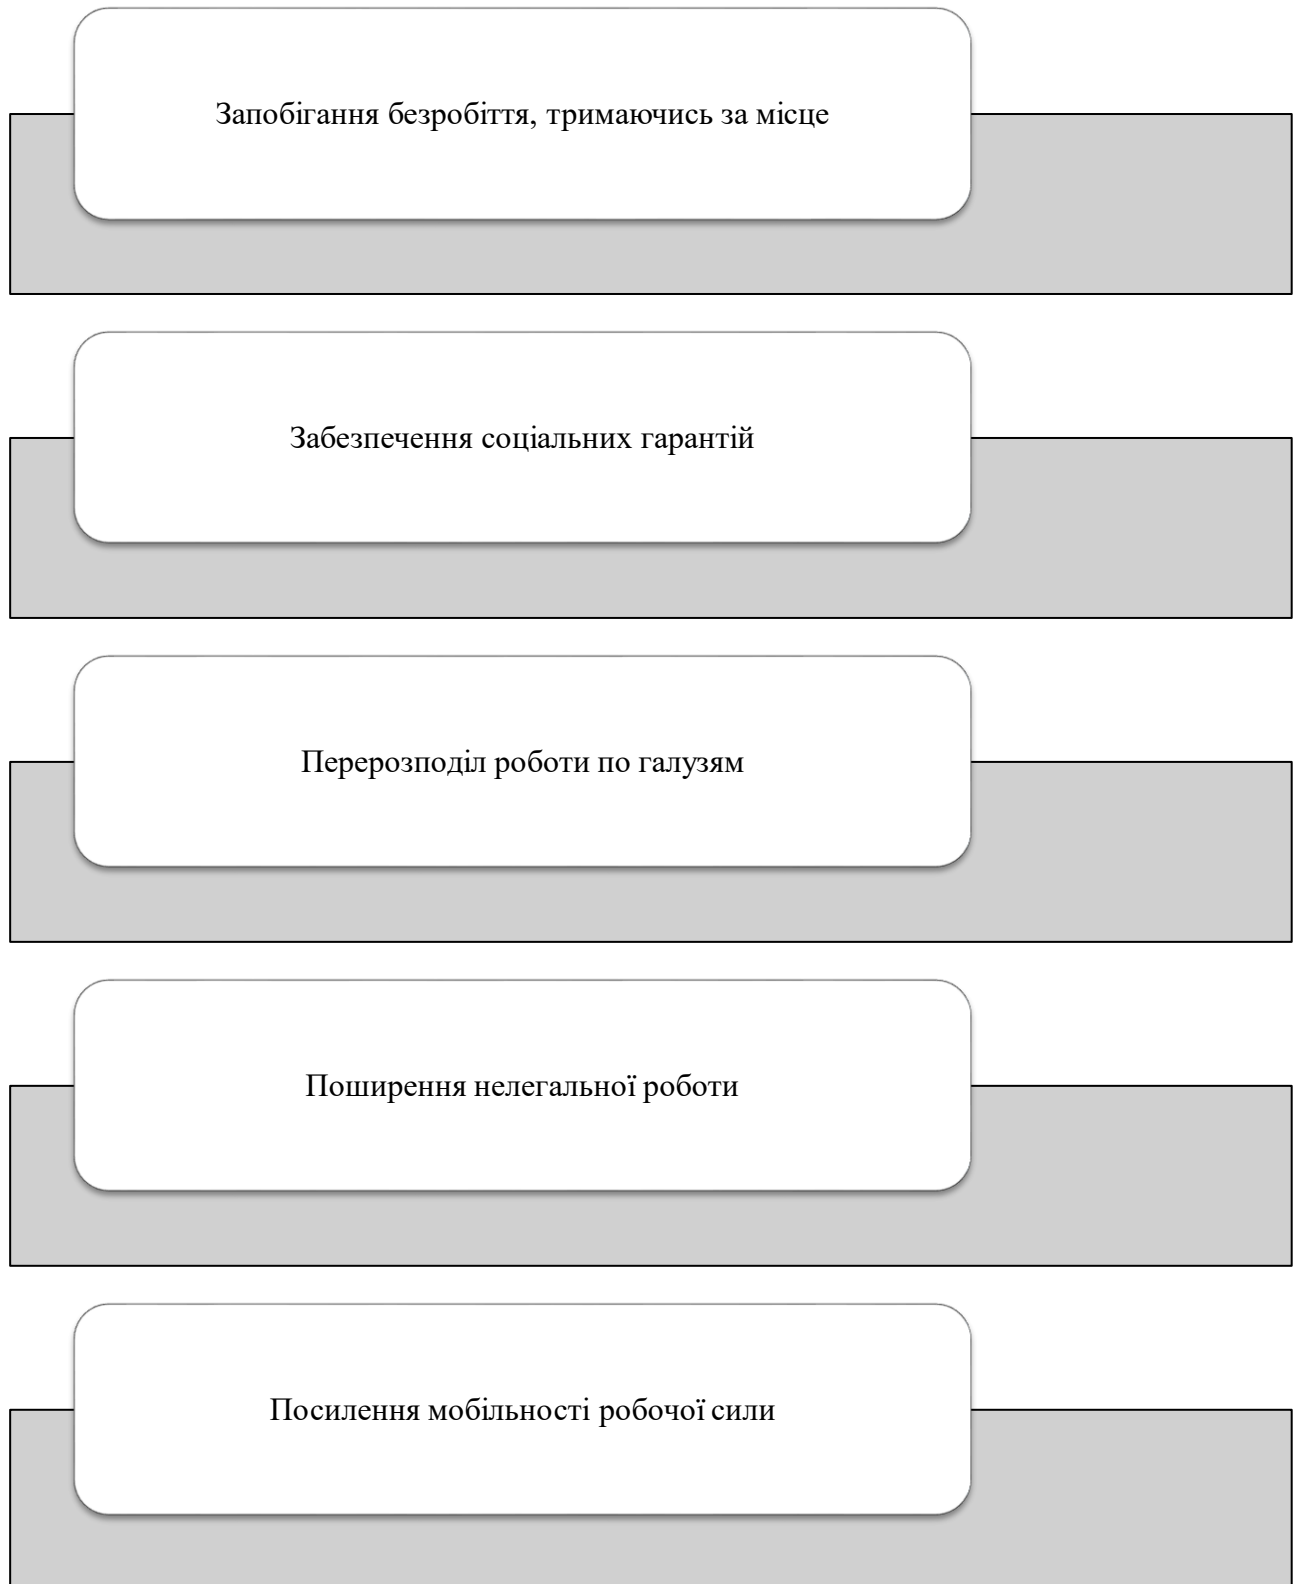 Запобігання безробіття, тримаючись за місце
Забезпечення соціальних гарантій
Перерозподіл роботи по галузям
Поширення нелегальної роботи
Посилення мобільності робочої сили